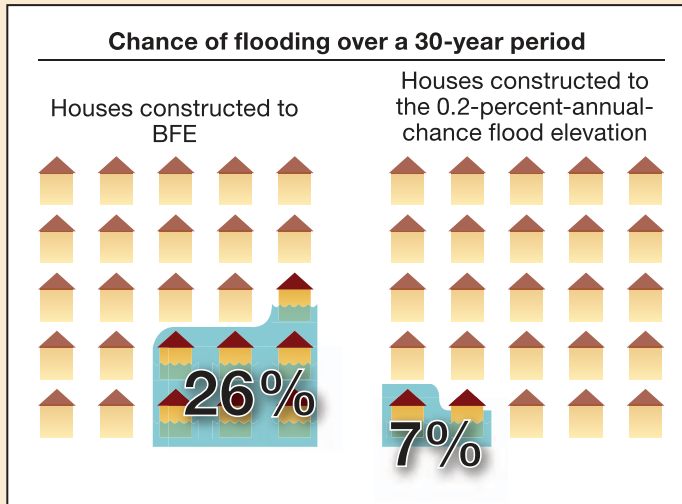 Chance of flooding over a 30-year period
Houses constructed to
BFE
Houses constructed to
the 0.2-percent-annual-
chance flood elevation
26%
7%